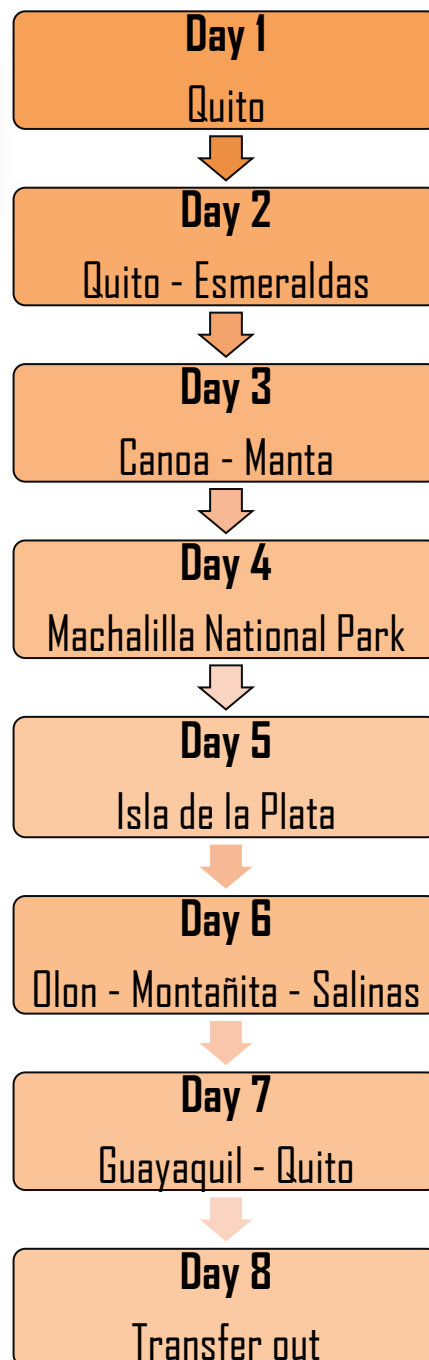 Day 1
Quito
Day 2
Quito - Esmeraldas
Day 3
Canoa - Manta
Day 4
Machalilla National Park
Day 5
Isla de la Plata
Day 6
Olon - Montañita - Salinas
Day 7
Guayaquil - Quito
Day 8
Transfer out